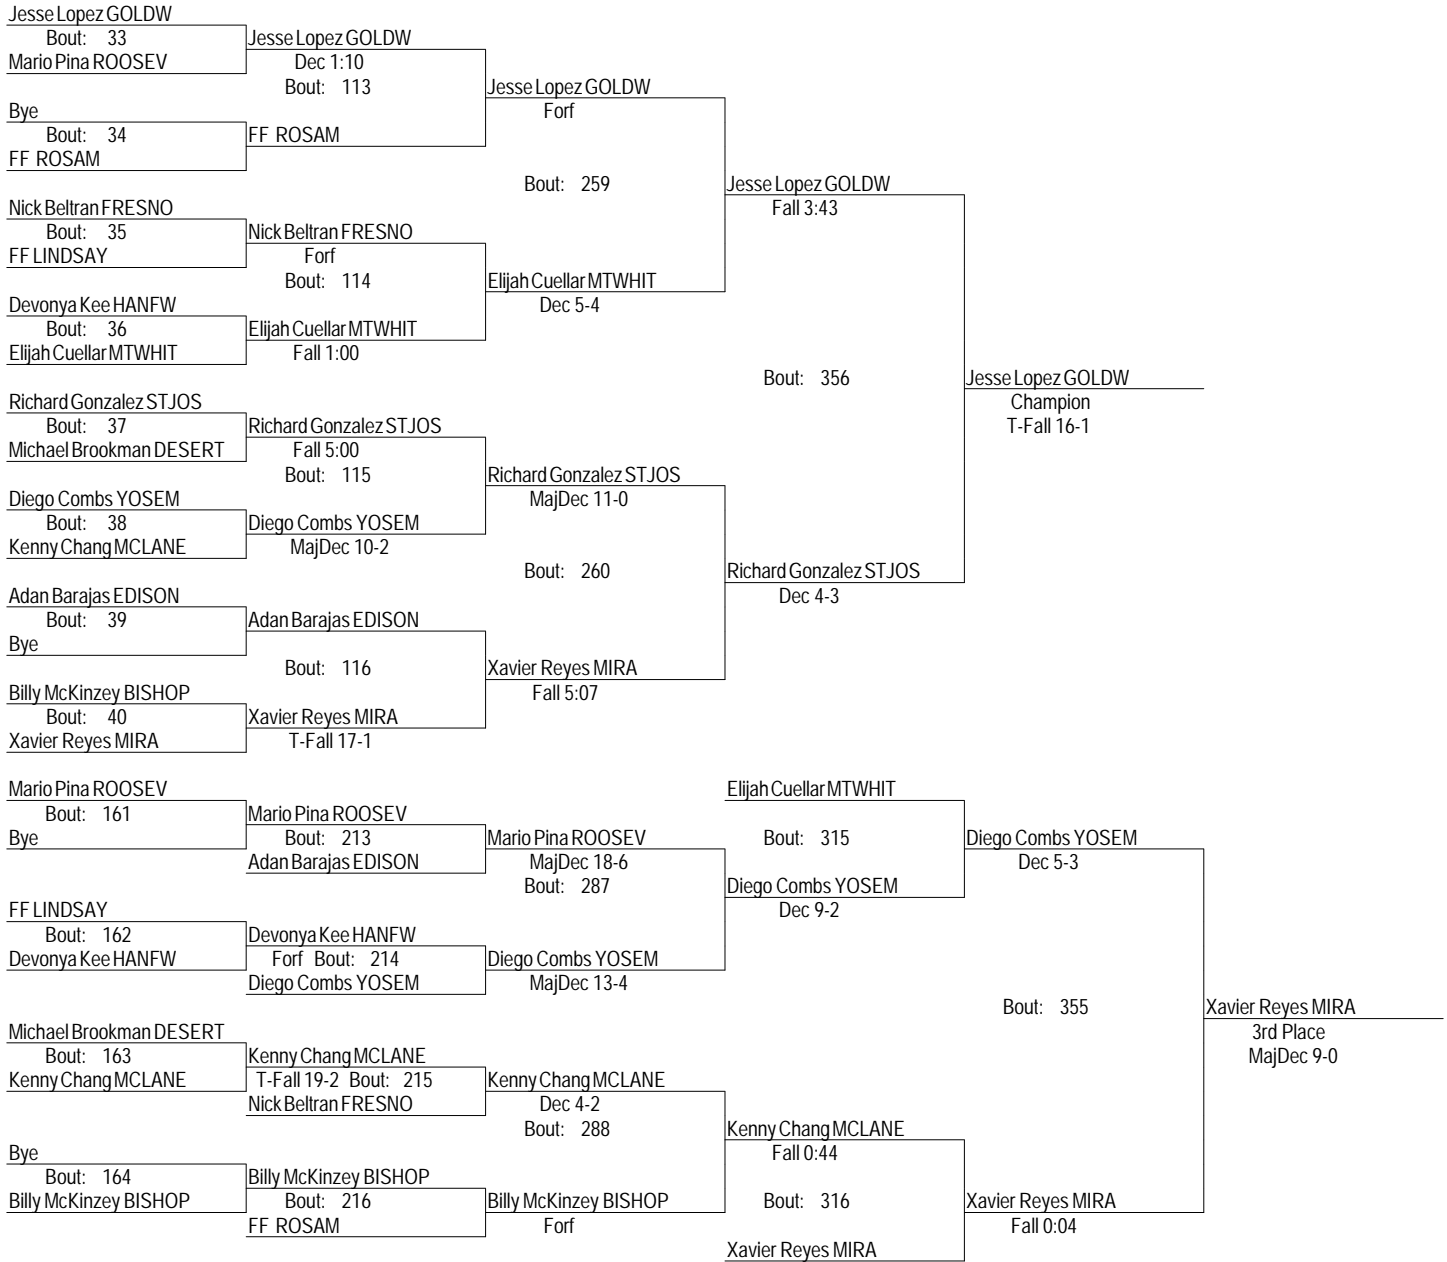 Jesse Lopez GOLDW
Bout: 33
Mario Pina ROOSEV
Jesse Lopez GOLDW
Dec 1:10
Bout: 113
Bye
Bout: 34
FF ROSAM
FF ROSAM
Jesse Lopez GOLDW
Forf
Bout: 259
Nick Beltran FRESNO
Bout: 35
FF LINDSAY
Nick Beltran FRESNO
Forf
Bout: 114
Devonya Kee HANFW
Bout: 36
Elijah Cuellar MTWHIT
Elijah Cuellar MTWHIT
Fall 1:00
Elijah Cuellar MTWHIT
Dec 5-4
Jesse Lopez GOLDW
Fall 3:43
Bout: 356
Richard Gonzalez STJOS
Bout: 37
Michael Brookman DESERT
Richard Gonzalez STJOS
Fall 5:00
Bout: 115
Diego Combs YOSEM
Bout: 38
Kenny Chang MCLANE
Diego Combs YOSEM
MajDec 10-2
Richard Gonzalez STJOS
MajDec 11-0
Bout: 260
Adan Barajas EDISON
Bout: 39
Bye
Adan Barajas EDISON
Bout: 116
Billy McKinzey BISHOP
Bout: 40
Xavier Reyes MIRA
Xavier Reyes MIRA
T-Fall 17-1
Xavier Reyes MIRA
Fall 5:07
Richard Gonzalez STJOS
Dec 4-3
Jesse Lopez GOLDW
Champion
T-Fall 16-1
Mario Pina ROOSEV
Bout: 161
Bye
Mario Pina ROOSEV
Bout: 213
Adan Barajas EDISON
Mario Pina ROOSEV
MajDec 18-6
Bout: 287
FF LINDSAY
Bout: 162
Devonya Kee HANFW
Devonya Kee HANFW
Forf Bout: 214
Diego Combs YOSEM
Diego Combs YOSEM
MajDec 13-4
Elijah Cuellar MTWHIT
Bout: 315
Diego Combs YOSEM
Dec 9-2
Diego Combs YOSEM
Dec 5-3
Bout: 355
Michael Brookman DESERT
Bout: 163
Kenny Chang MCLANE
Kenny Chang MCLANE
T-Fall 19-2 Bout: 215
Nick Beltran FRESNO
Kenny Chang MCLANE
Dec 4-2
Bout: 288
Bye
Bout: 164
Billy McKinzey BISHOP
Billy McKinzey BISHOP
Bout: 216
FF ROSAM
Billy McKinzey BISHOP
Forf
Kenny Chang MCLANE
Fall 0:44
Bout: 316
Xavier Reyes MIRA
Xavier Reyes MIRA
Fall 0:04
Xavier Reyes MIRA
3rd Place
MajDec 9-0